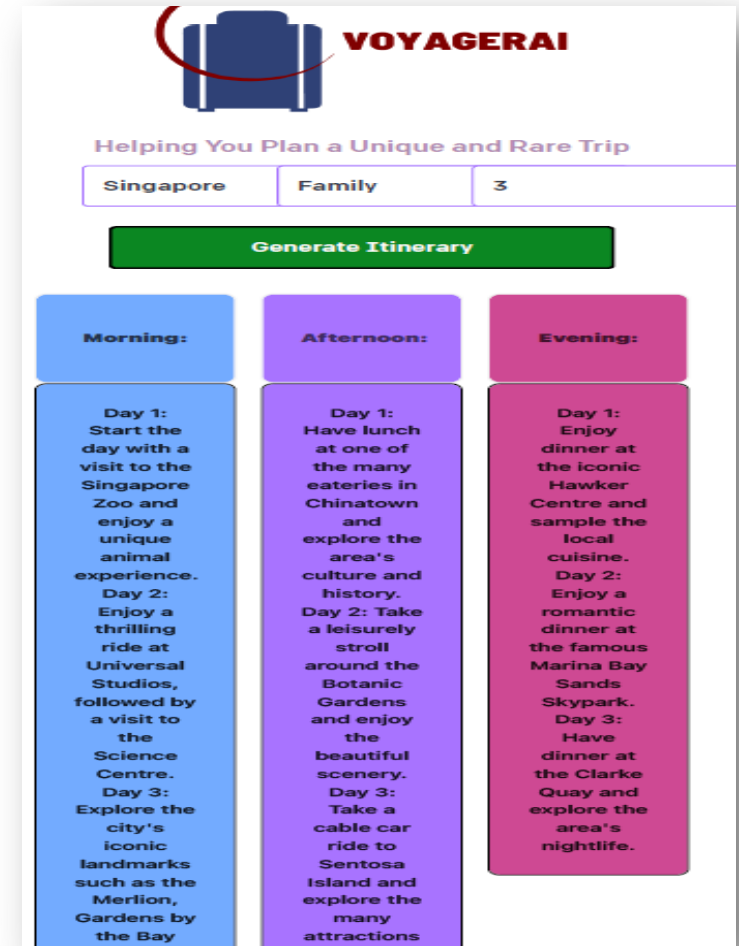 VOYAGERAI
Helping You Plan a Unique and Rare Trip
Singapore
Family
3
Generate Itinerary
Morning:
Day 1:
Start the
day with a
visit to the
Singapore
Zoo and
enjoy a
unique
animal
experience.
Day 2:
Enjoy a
thrilling
ride at
Universal
Studios,
followed by
a visit to
the
Science
Centre.
Day 3:
Explore the
city's
iconic
landmarks
such as the
Merlion,
Gardens by
the Bay
Afternoon:
Day 1:
Have lunch
at one of
the many
eateries in
Chinatown
and
explore the
area's
culture and
history.
Day 2: Take
a leisurely
stroll
around the
Botanic
Gardens
and enjoy
the
beautiful
scenery.
Day 3:
Take a
cable car
ride to
Sentosa
Island and
explore the
many
attractions
Evening:
Day 1:
Enjoy
dinner at
the iconic
Hawker
Centre and
sample the
local
cuisine.
Day 2:
Enjoy a
romantic
dinner at
the famous
Marina Bay
Sands
Skypark.
Day 3:
Have
dinner at
the Clarke
Quay and
explore the
area's
nightlife.